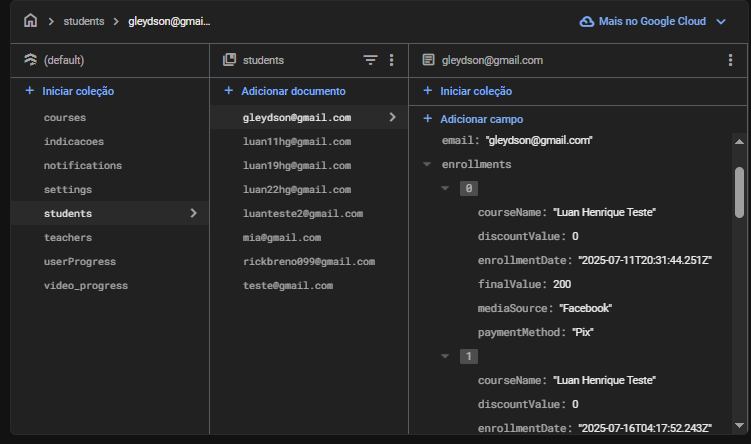 students
gleydson@gmai...
Mais no Google Cloud
(default)
students
gleydson@gmail.com
Iniciar coleção
Adicionar documento
Iniciar coleção
courses
indicacoes
notifications
settings
students
teachers
userProgress
video_progress
gleydson@gmail.com
luan11hg@gmail.com
luan19hg@gmail.com
luan22hg@gmail.com
luanteste2@gmail.com
mia@gmail.com
rickbreno099@gmail.com
teste@gmail.com
Adicionar campo
email: "gleydson@gmail.com"
enrollments
0
courseName: "Luan Henrique Teste"
discountValue: 0
enrollmentDate: "2025-07-11T20:31:44.251Z"
finalValue: 200
mediaSource: "Facebook"
paymentMethod: "Pix"
1
courseName: "Luan Henrique Teste"
discountValue: 0
enrollmentDate: "2025-07-16T04:17:52.243Z"